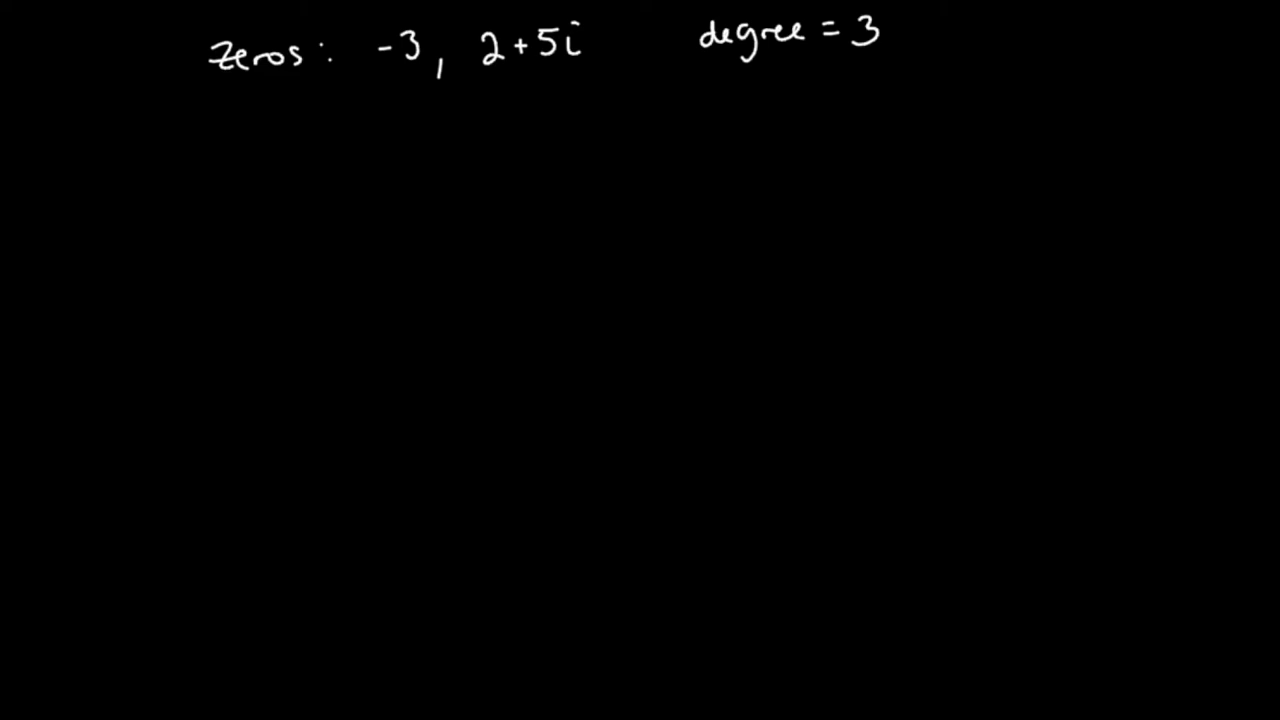 Zeros: -3, 2+5i degree = 3